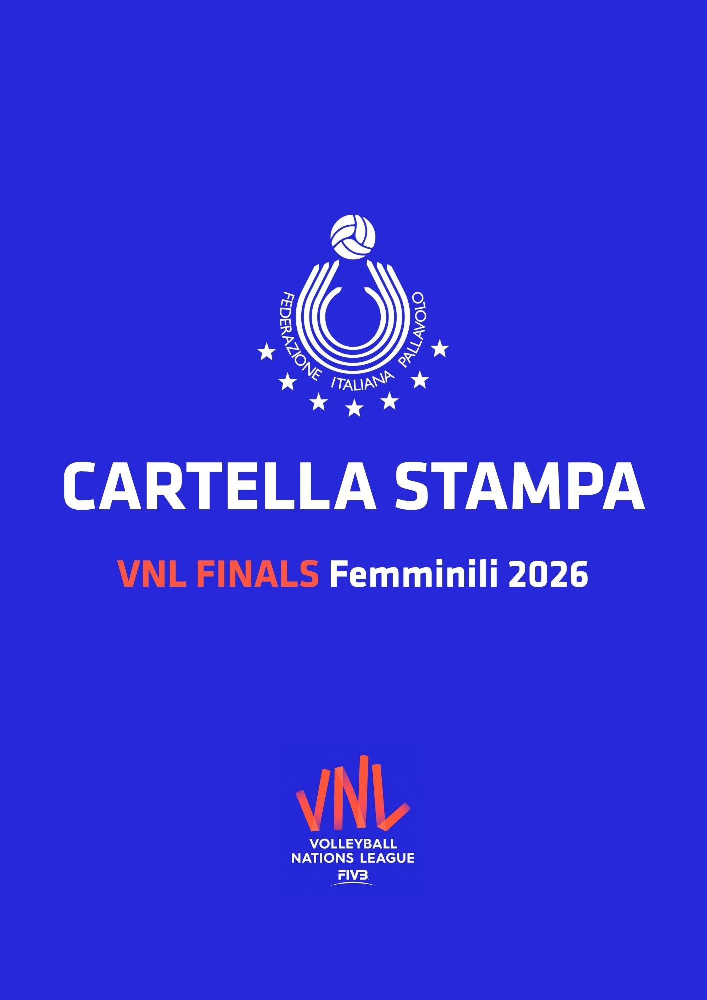 FEDERAZIONE ITALIANA PALLAVOLO
CARTELLA STAMPA
VNL FINALS Femminili 2026
VNL
VOLLEYBALL
NATIONS LEAGUE
FIVB